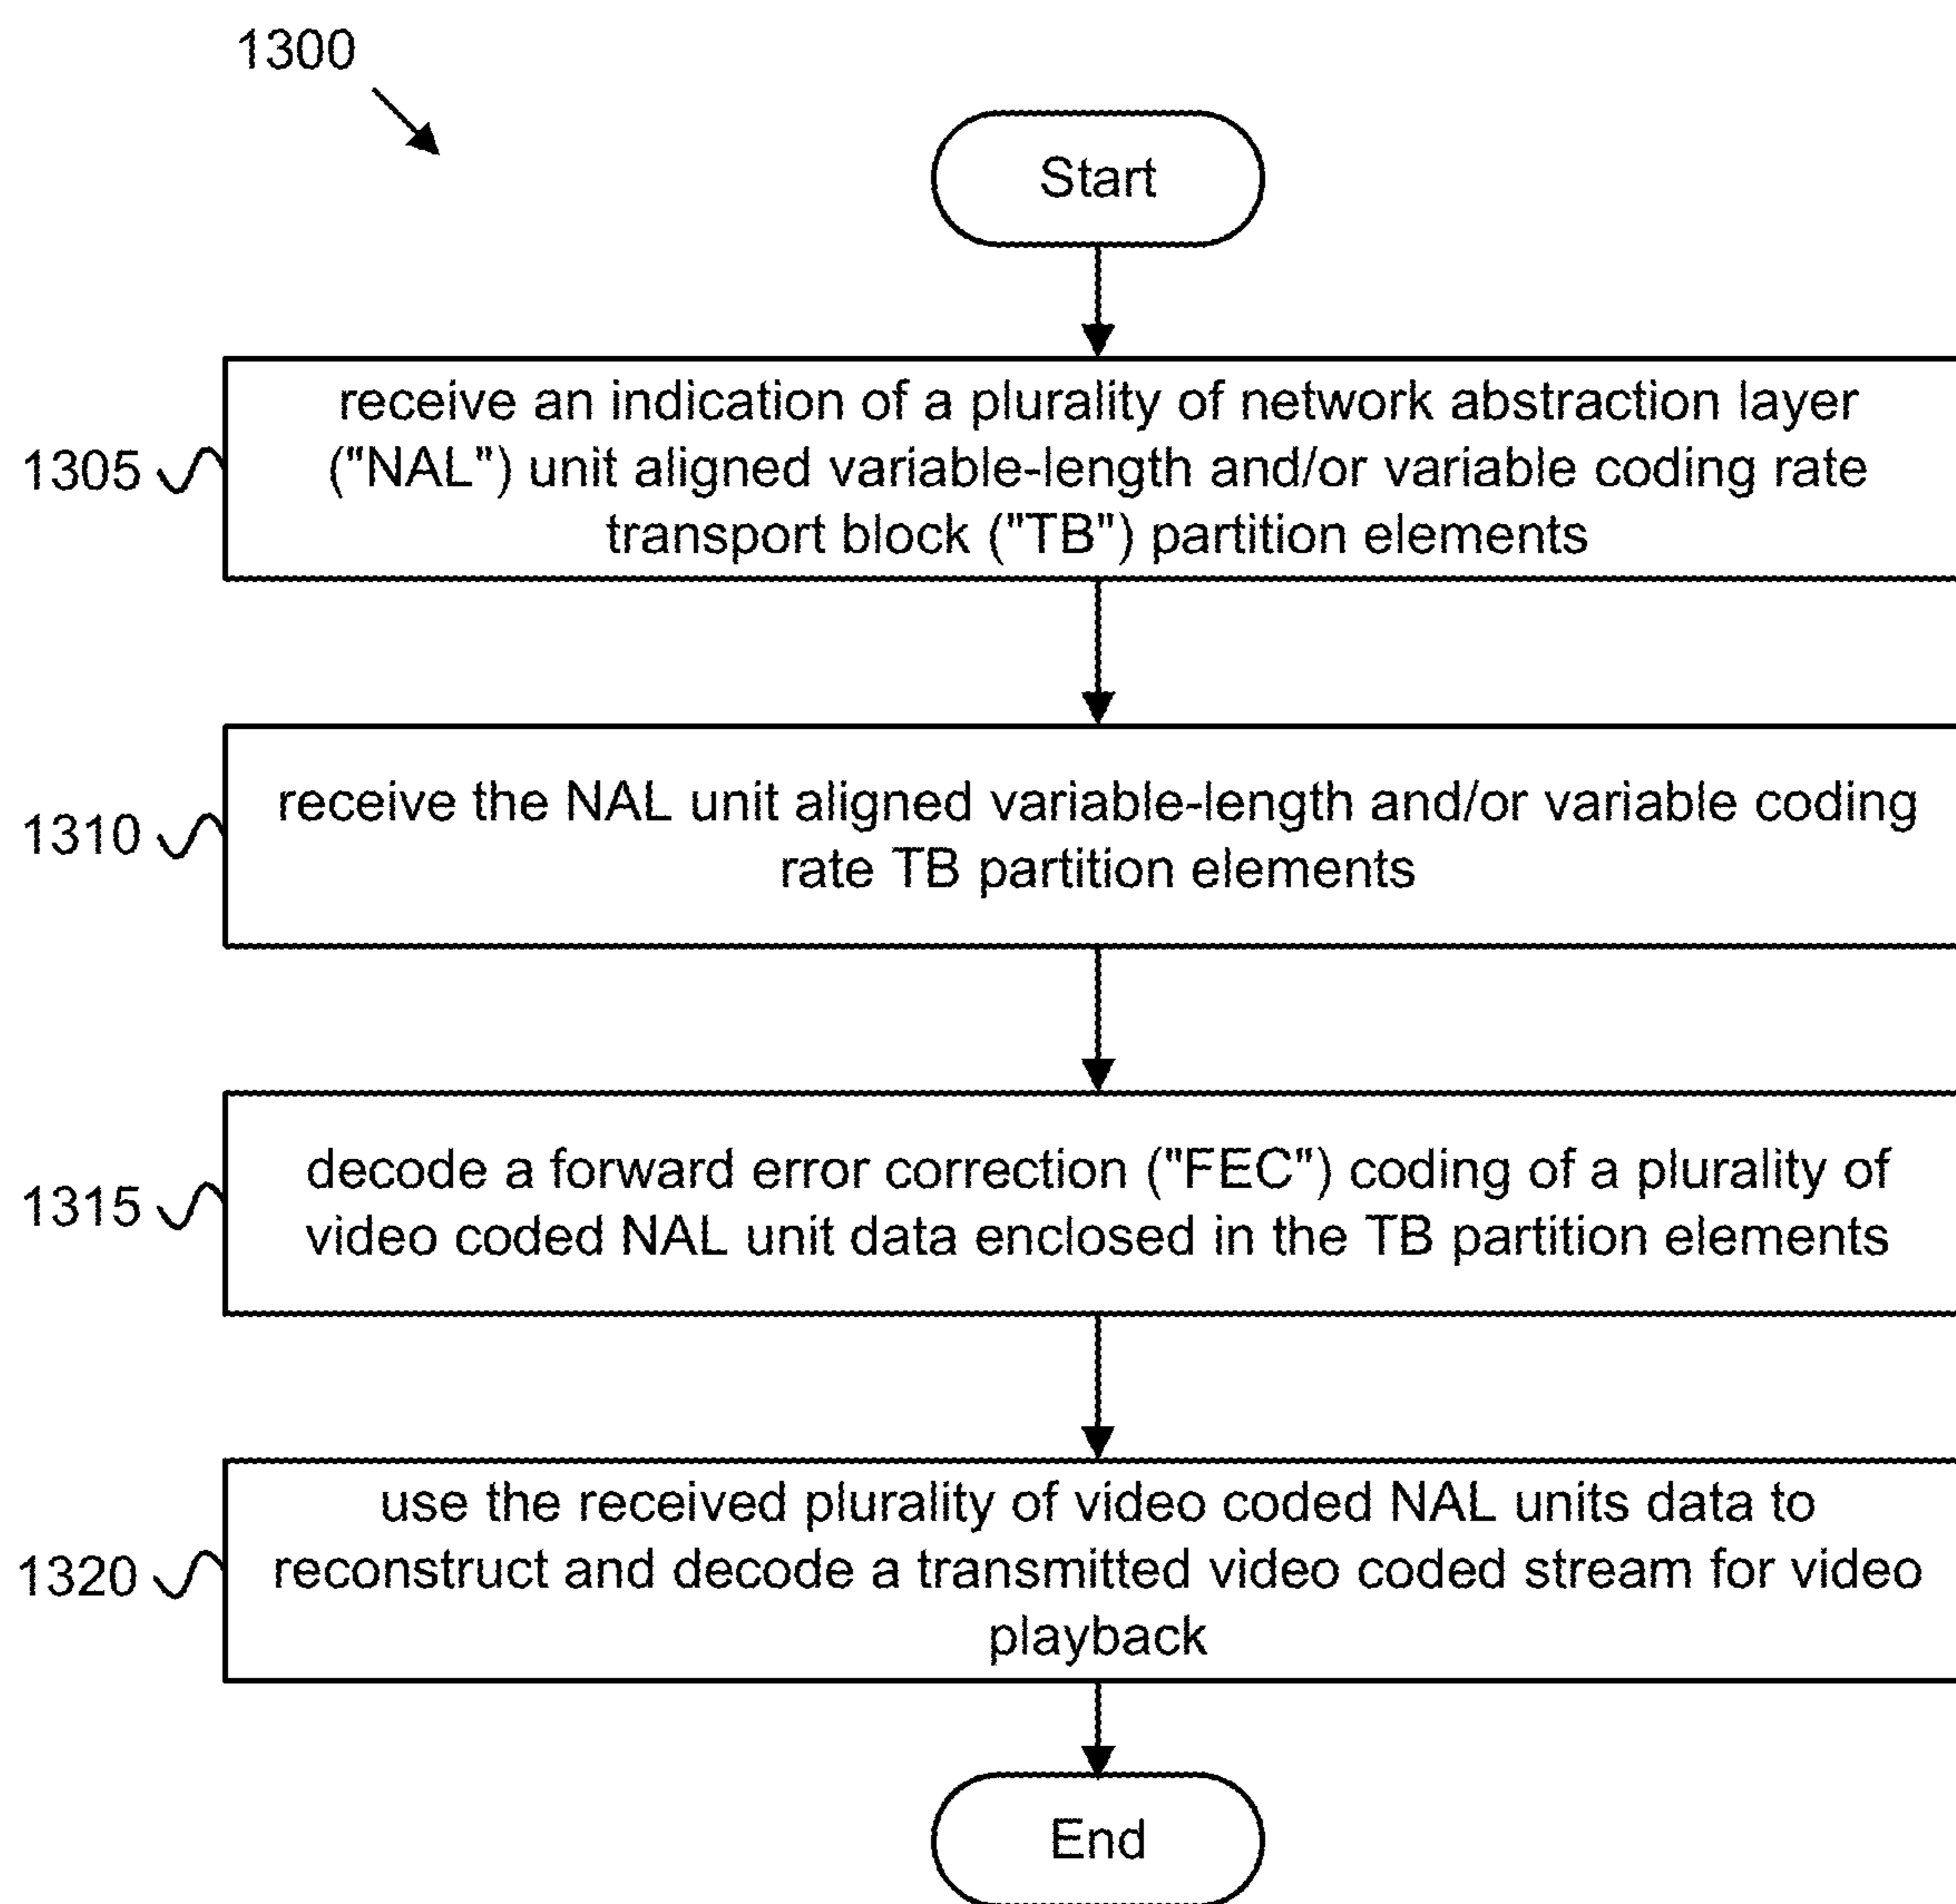 1300
Start
1305
receive an indication of a plurality of network abstraction layer
("NAL") unit aligned variable-length and/or variable coding rate
transport block ("TB") partition elements
1310
receive the NAL unit aligned variable-length and/or variable coding
rate TB partition elements
1315
decode a forward error correction ("FEC") coding of a plurality of
video coded NAL unit data enclosed in the TB partition elements
1320
use the received plurality of video coded NAL units data to
reconstruct and decode a transmitted video coded stream for video
playback
End